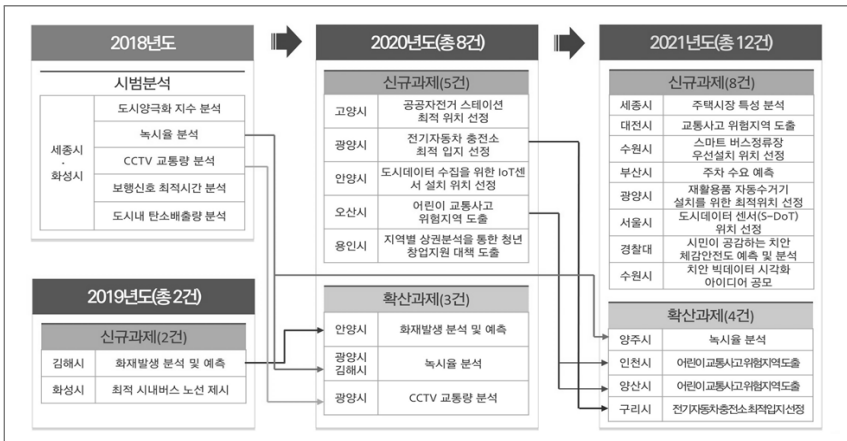 2018년도
시범분석
세종시
·
화성시
도시양극화 지수 분석
녹시율 분석
CCTV 교통량 분석
보행신호 최적시간 분석
도시내 탄소배출량 분석
2019년도(총 2건)
신규과제(2건)
김해시 화재발생 분석 및 예측
화성시 최적 시내버스 노선 제시
2020년도(총 8건)
신규과제(5건)
고양시 공공자전거 스테이션
최적 위치 선정
광양시 전기자동차 충전소
최적 입지 선정
안양시 도시데이터 수집을 위한 IoT센
서 설치 위치 선정
오산시 어린이 교통사고
위험지역 도출
용인시 지역별 상권분석을 통한 청년
창업지원 대책 도출
확산과제(3건)
안양시 화재발생 분석 및 예측
광양시
김해시
녹시율 분석
광양시 CCTV 교통량 분석
2021년도(총 12건)
신규과제(8건)
세종시 주택시장 특성 분석
대전시 교통사고 위험지역 도출
수원시 스마트 버스정류장
우선설치 위치 선정
부산시 주차 수요 예측
광양시 재활용품 자동수거기
설치를 위한 최적위치 선정
서울시 도시데이터 센서(S-DoT)
위치 선정
경찰대 시민이 공감하는 치안
체감안전도 예측 및 분석
수원시 치안 빅데이터 시각화
아이디어 공모
확산과제(4건)
양주시 녹시율 분석
인천시 어린이 교통사고 위험지역 도출
양산시 어린이 교통사고 위험지역 도출
구리시 전기자동차 충전소 최적입지 선정